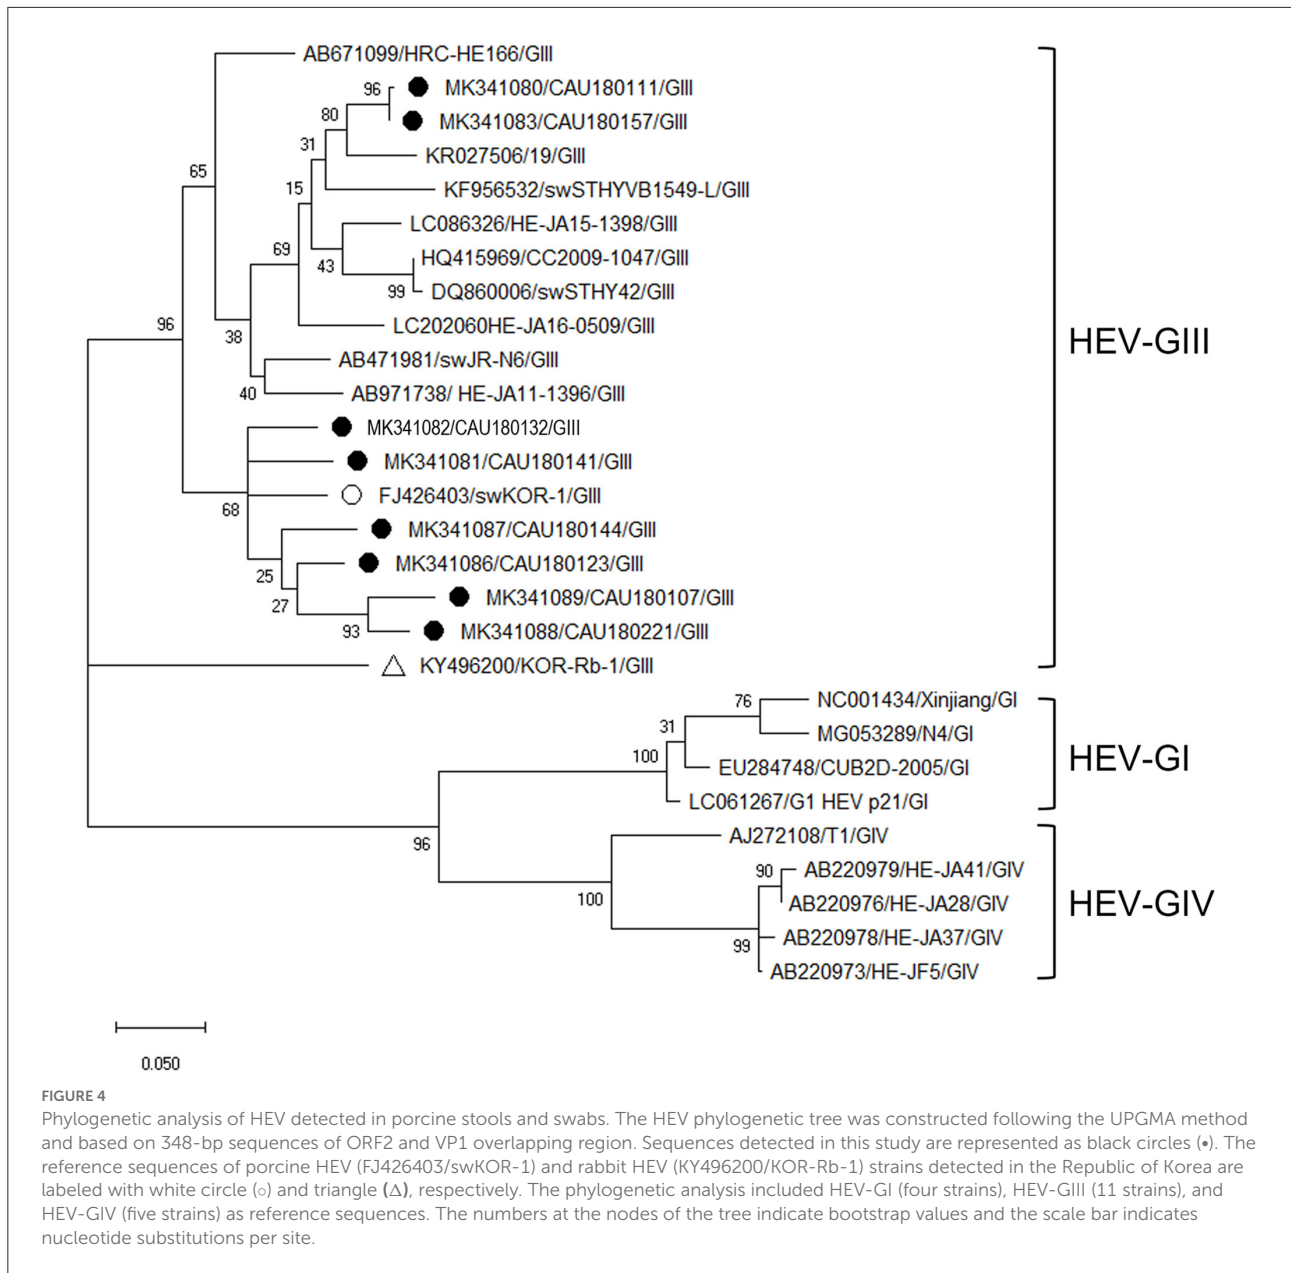 AB671099/HRC-HE166/GIII
96
MK341080/CAU180111/GIII
80
MK341083/CAU180157/GIII
31
KR027506/19/GIII
65
15
KF956532/swSTHYVB1549-L/GIII
LC086326/HE-JA15-1398/GIII
69
43
HQ415969/CC2009-1047/GIII
99
DQ860006/swSTHY42/GIII
96
38
LC202060HE-JA16-0509/GIII
HEV-GIII
AB471981/swJR-N6/GIII
40
AB971738/ HE-JA11-1396/GIII
MK341082/CAU180132/GIII
MK341081/CAU180141/GIII
68
FJ426403/swKOR-1/GIII
MK341087/CAU180144/GIII
25
MK341086/CAU180123/GIII
27
MK341089/CAU180107/GIII
93
MK341088/CAU180221/GIII
KY496200/KOR-Rb-1/GIII
76
NC001434/Xinjiang/GI
31
MG053289/N4/GI
100
EU284748/CUB2D-2005/GI
HEV-GI
LC061267/G1 HEV p21/GI
96
AJ272108/T1/GIV
90
AB220979/HE-JA41/GIV
100
AB220976/HE-JA28/GIV
HEV-GIV
99
AB220978/HE-JA37/GIV
AB220973/HE-JF5/GIV
0.050
FIGURE 4
Phylogenetic analysis of HEV detected in porcine stools and swabs. The HEV phylogenetic tree was constructed following the UPGMA method
and based on 348-bp sequences of ORF2 and VP1 overlapping region. Sequences detected in this study are represented as black circles (•). The
reference sequences of porcine HEV (FJ426403/swKOR-1) and rabbit HEV (KY496200/KOR-Rb-1) strains detected in the Republic of Korea are
labeled with white circle (○) and triangle (Δ), respectively. The phylogenetic analysis included HEV-GI (four strains), HEV-GIII (11 strains), and
HEV-GIV (five strains) as reference sequences. The numbers at the nodes of the tree indicate bootstrap values and the scale bar indicates
nucleotide substitutions per site.